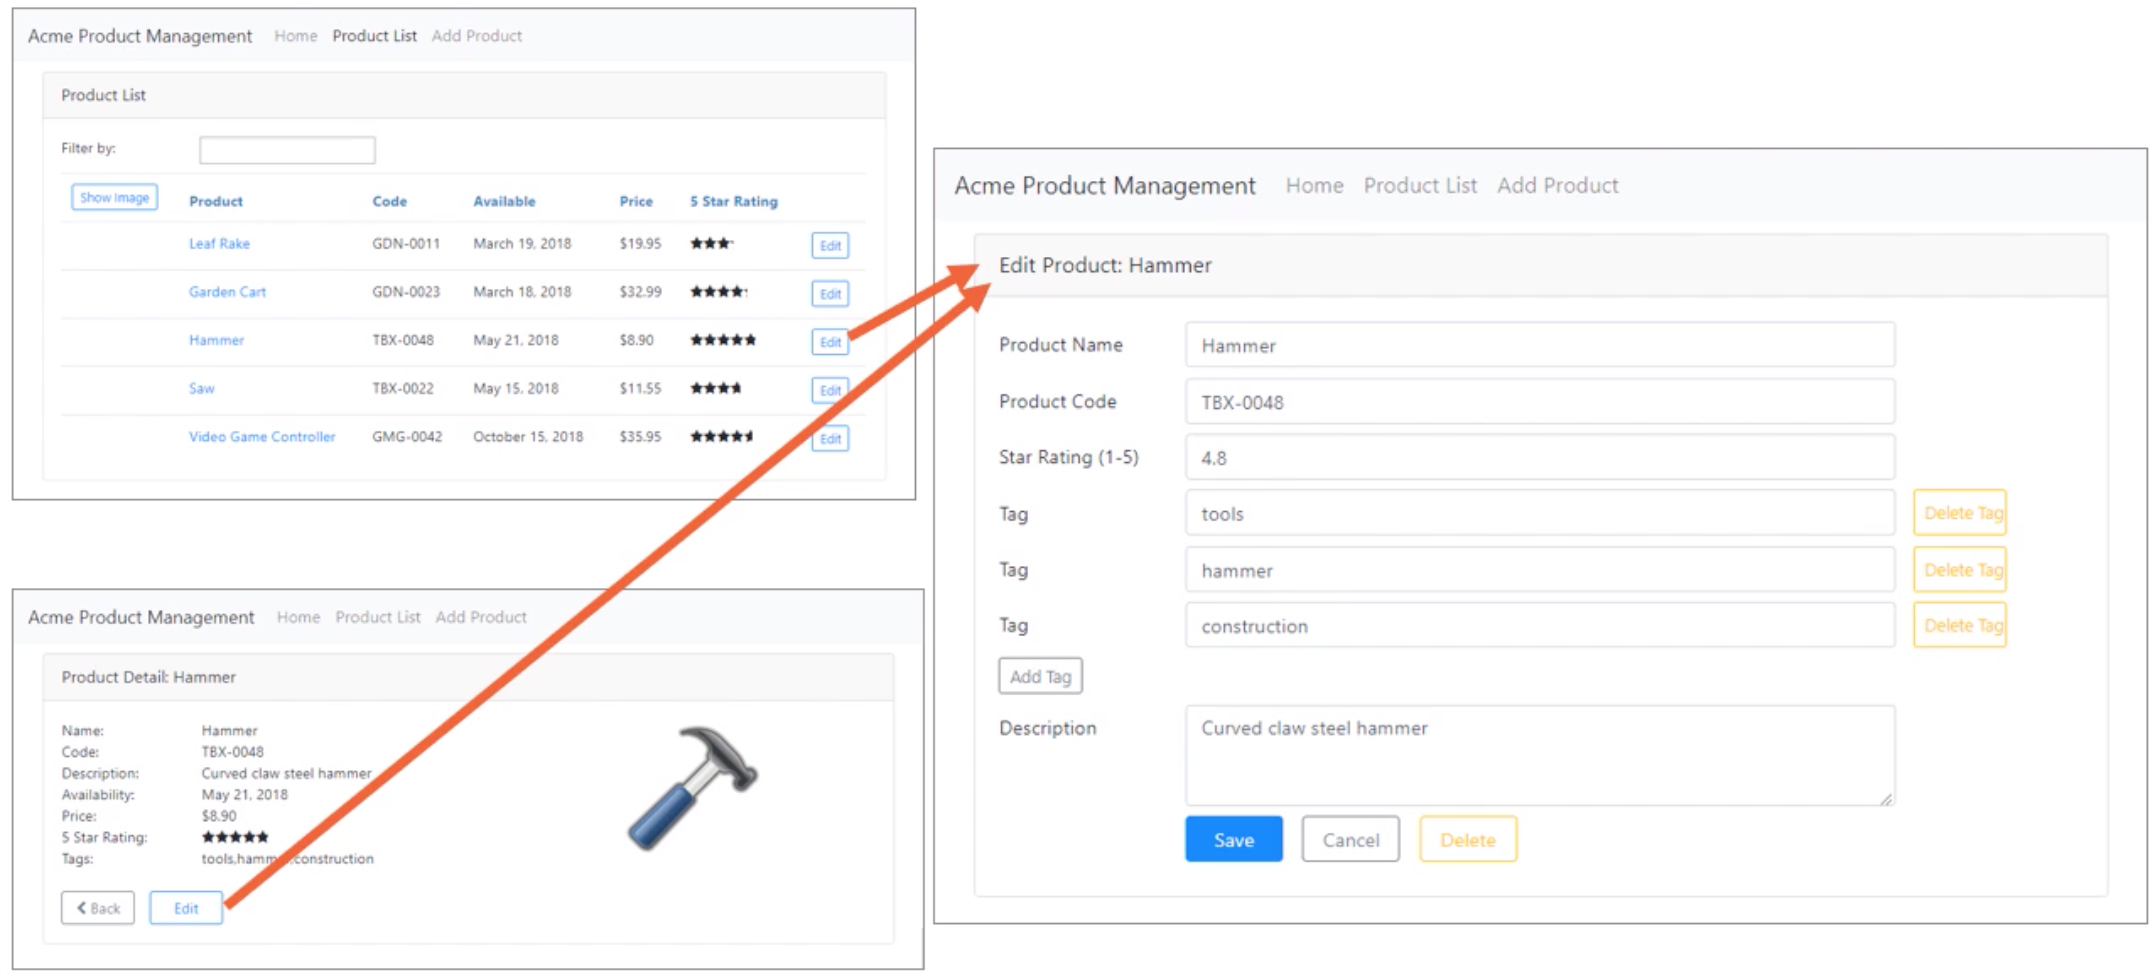 Acme Product Management Home Product List Add Product
Product List
Filter by:
Show Image Product Code Available Price 5 Star Rating
Leaf Rake GDN-0011 March 19, 2018 $19.95 Edit
Garden Cart GDN-0023 March 18, 2018 $32.99 Edit
Hammer TBX-0048 May 21, 2018 $8.90 Edit
Saw TBX-0022 May 15, 2018 $11.55 Edit
Video Game Controller GMG-0042 October 15, 2018 $35.95 Edit
Acme Product Management Home Product List Add Product
Product Detail: Hammer
Name: Hammer
Code: TBX-0048
Description: Curved claw steel hammer
Availability: May 21, 2018
Price: $8.90
5 Star Rating:
Tags: tools,hammer,construction
Back Edit
Acme Product Management Home Product List Add Product
Edit Product: Hammer
Product Name Hammer
Product Code TBX-0048
Star Rating (1-5) 4.8
Tag tools Delete Tag
Tag hammer Delete Tag
Tag construction Delete Tag
Add Tag
Description Curved claw steel hammer
Save Cancel Delete